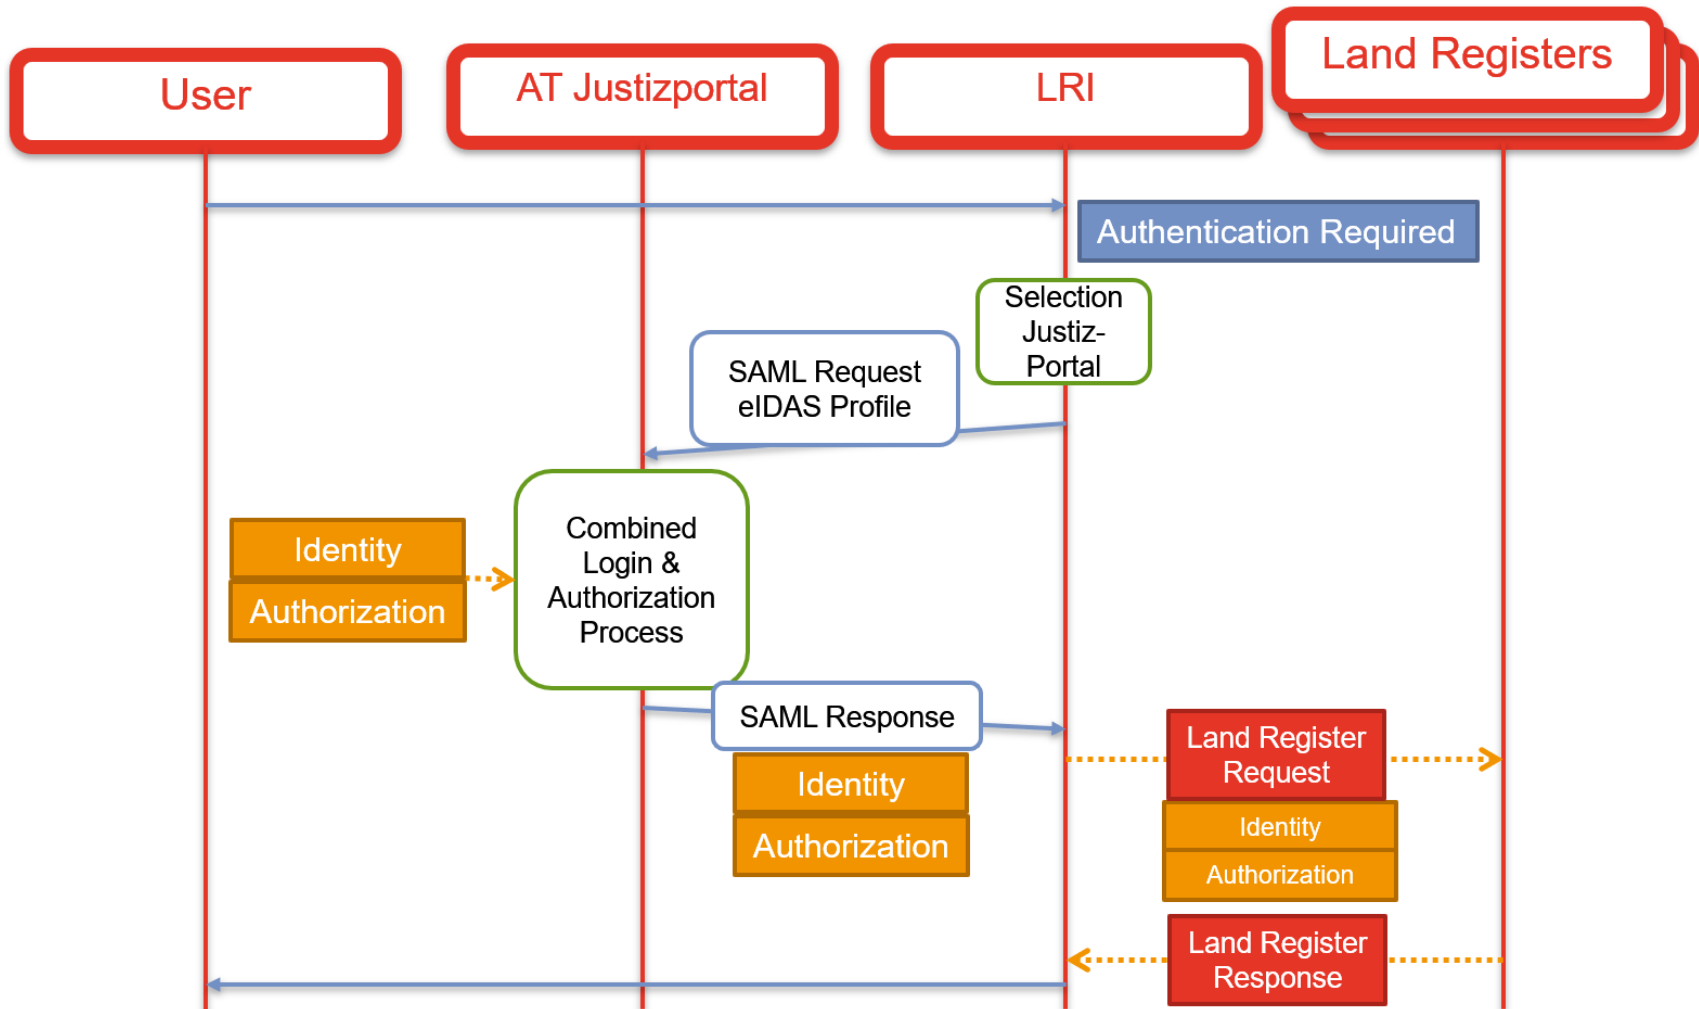 User
AT Justizportal
LRI
Land Registers
Authentication Required
Selection
Justiz-
Portal
SAML Request
eIDAS Profile
Identity
Authorization
Combined
Login &
Authorization
Process
SAML Response
Identity
Authorization
Land Register
Request
Identity
Authorization
Land Register
Response